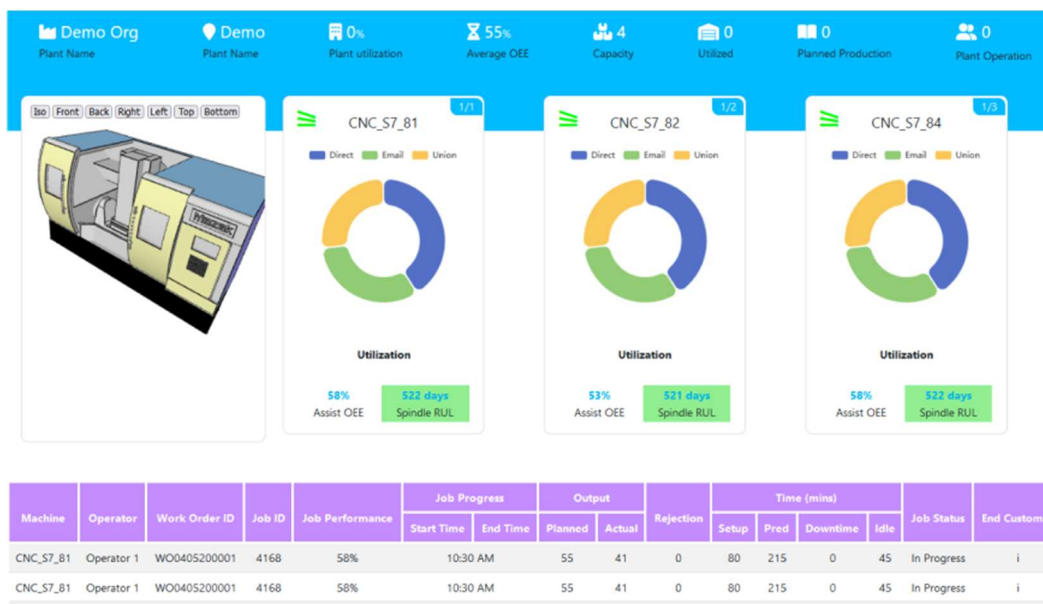 Demo Org
Plant Name
Demo
Plant Name
0%
Plant utilization
55%
Average OEE
4
Capacity
0
Utilized
0
Planned Production
0
Plant Operation
Iso Front Back Right Left Top Bottom
1/1
CNC_S7_81
Direct Email Union
Utilization
58%
Assist OEE
522 days
Spindle RUL
1/2
CNC_S7_82
Direct Email Union
Utilization
53%
Assist OEE
521 days
Spindle RUL
1/3
CNC_S7_84
Direct Email Union
Utilization
58%
Assist OEE
522 days
Spindle RUL
Machine Operator Work Order ID Job ID Job Performance Job Progress Output Rejection Time (mins) Job Status End Custom
Start Time End Time Planned Actual Setup Pred Downtime Idle
CNC_S7_81 Operator 1 WO0405200001 4168 58% 10:30 AM 55 41 0 80 215 0 45 In Progress i
CNC_S7_81 Operator 1 WO0405200001 4168 58% 10:30 AM 55 41 0 80 215 0 45 In Progress i